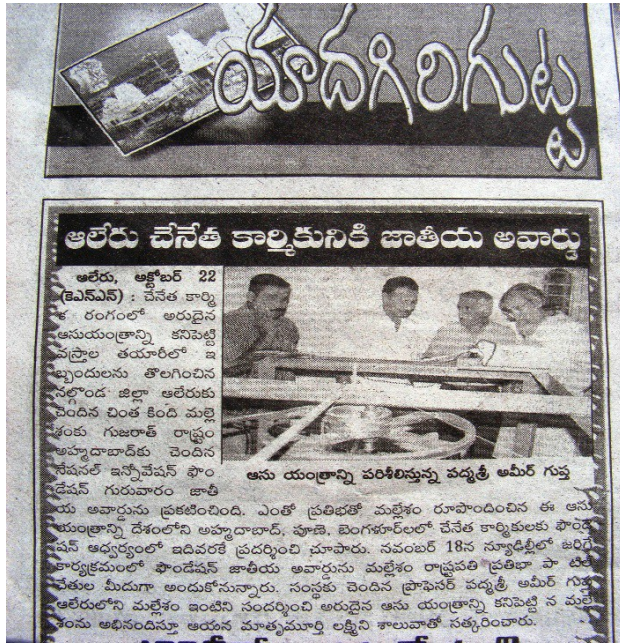 యాదగిరిగుట్ట
ఆలేరు చేనేత కార్మికునికి జాతీయ అవార్డు
ఆలేరు, అక్టోబర్ 22
(కెఎన్ఎన్) : చేనేత కార్మి
క రంగంలో అరుదైన
ఆసుయంత్రాన్ని కనిపెట్టి
వస్త్రాల తయారీలో ఇ
బ్బందులను తొలగించిన
నల్గొండ జిల్లా ఆలేరుకు
చెందిన చింత కింది మల్లె
శంకు గుజరాత్ రాష్ట్రం
అహ్మదాబాద్‌కు చెందిన
నేషనల్ ఇన్నోవేషన్ ఫౌం
డేషన్ గురువారం జాతీ
ఆసు యంత్రాన్ని పరిశీలిస్తున్న పద్మశ్రీ అమీర్ గుప్త
య అవార్డును ప్రకటించింది. ఎంతో ప్రతిభతో మల్లేశం రూపొందించిన ఈ ఆసు
యంత్రాన్ని దేశంలోని అహ్మదాబాద్, పూణె, బెంగళూర్‌లలో చేనేత కార్మికులకు ఫౌండే
షన్ ఆధ్వర్యంలో ఇదివరకే ప్రదర్శించి చూపారు. నవంబర్ 18న న్యూఢిల్లీలో జరిగే
కార్యక్రమంలో ఫౌండేషన్ జాతీయ అవార్డును మల్లేశం రాష్ట్రపతి ప్రతిభా పా టిల్
చేతుల మీదుగా అందుకోనున్నారు. సంస్థకు చెందిన ప్రొఫెసర్ పద్మశ్రీ, అమీర్ గుప్త
ఆలేరులోని మల్లేశం ఇంటిని సందర్శించి అరుదైన ఆసు యంత్రాన్ని కనిపెట్టి న మల్లే
శంను అభినందిస్తూ ఆయన మాతృమూర్తి లక్ష్మిని శాలువాతో సత్కరించారు.